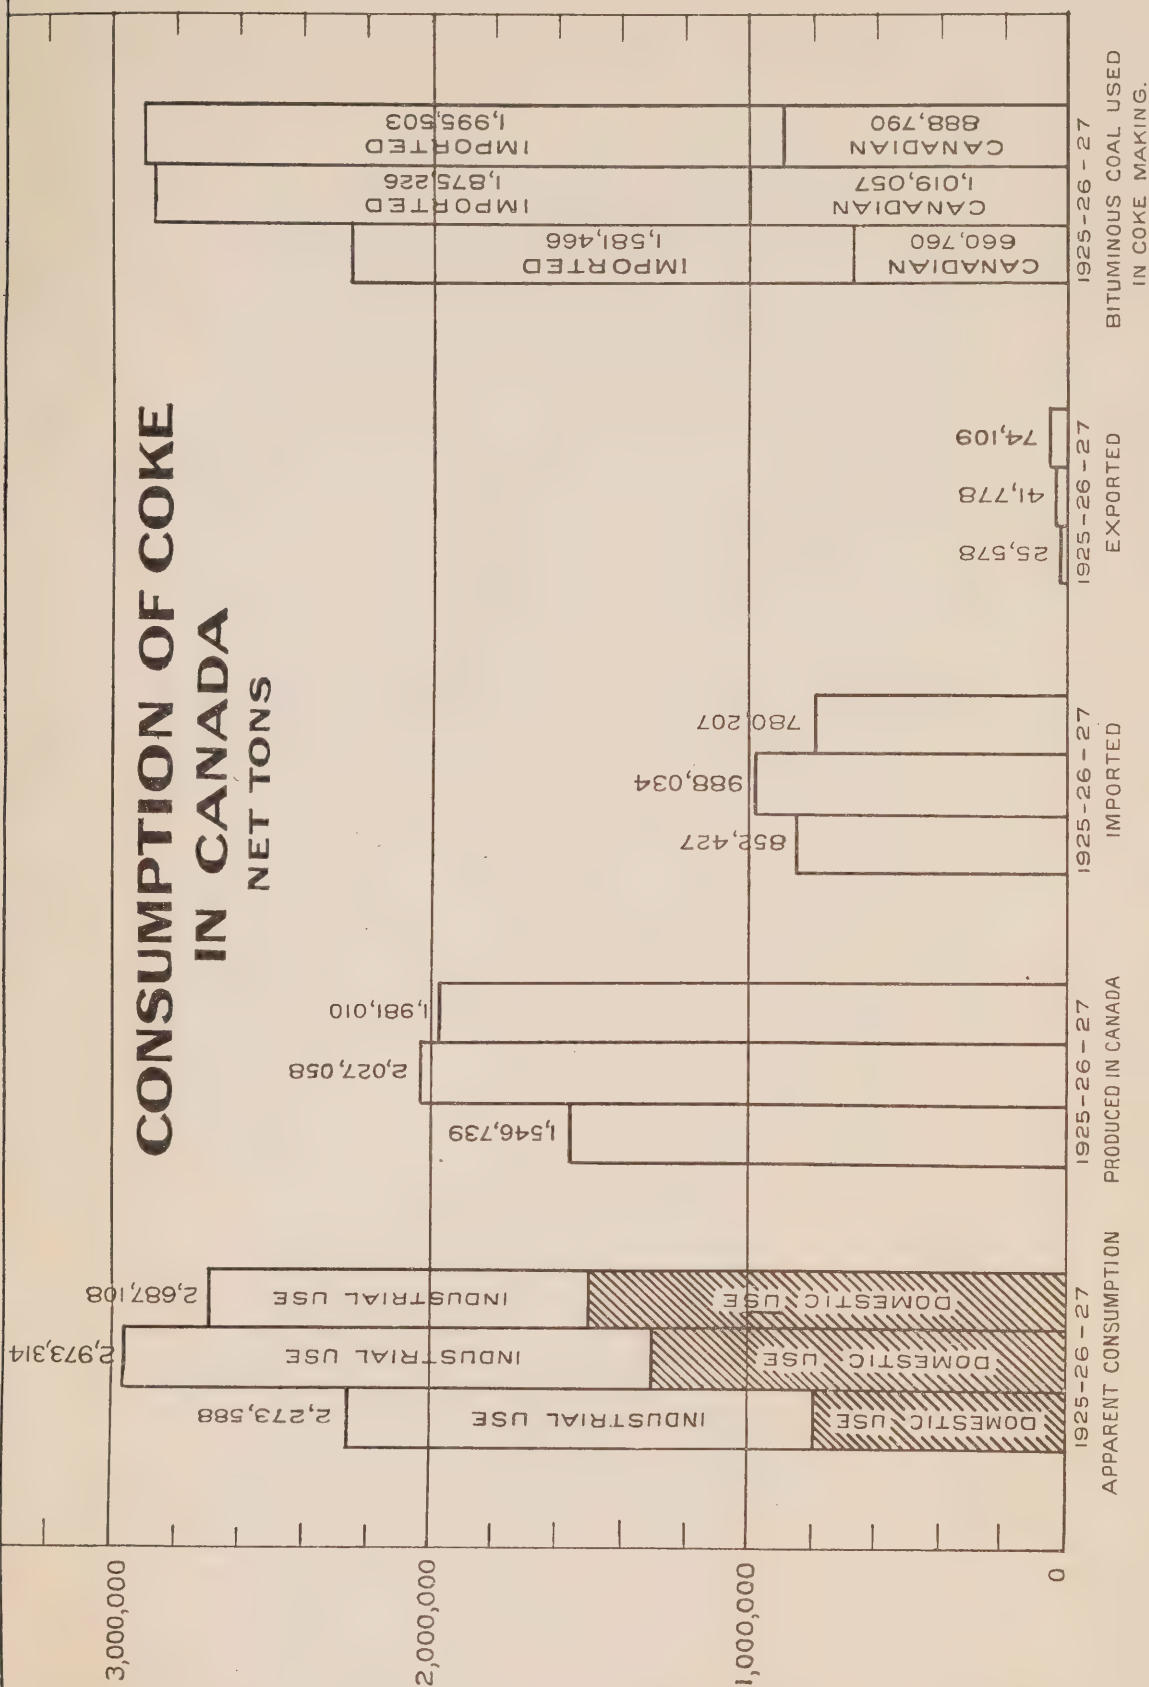 CONSUMPTION OF COKE
IN CANADA
NET TONS
3,000,000
2,000,000
1,000,000
0
2,273,588
INDUSTRIAL USE
DOMESTIC USE
2,973,314
INDUSTRIAL USE
DOMESTIC USE
2,687,108
INDUSTRIAL USE
DOMESTIC USE
1925-26-27
APPARENT CONSUMPTION
1,546,739
2,027,058
1,981,010
1925-26-27
PRODUCED IN CANADA
852,427
988,034
780,207
1925-26-27
IMPORTED
25,578
41,778
74,109
1925-26-27
EXPORTED
IMPORTED
1,581,466
CANADIAN
660,760
IMPORTED
1,875,226
CANADIAN
1,019,057
IMPORTED
1,995,503
CANADIAN
888,790
1925-26-27
BITUMINOUS COAL USED
IN COKE MAKING.